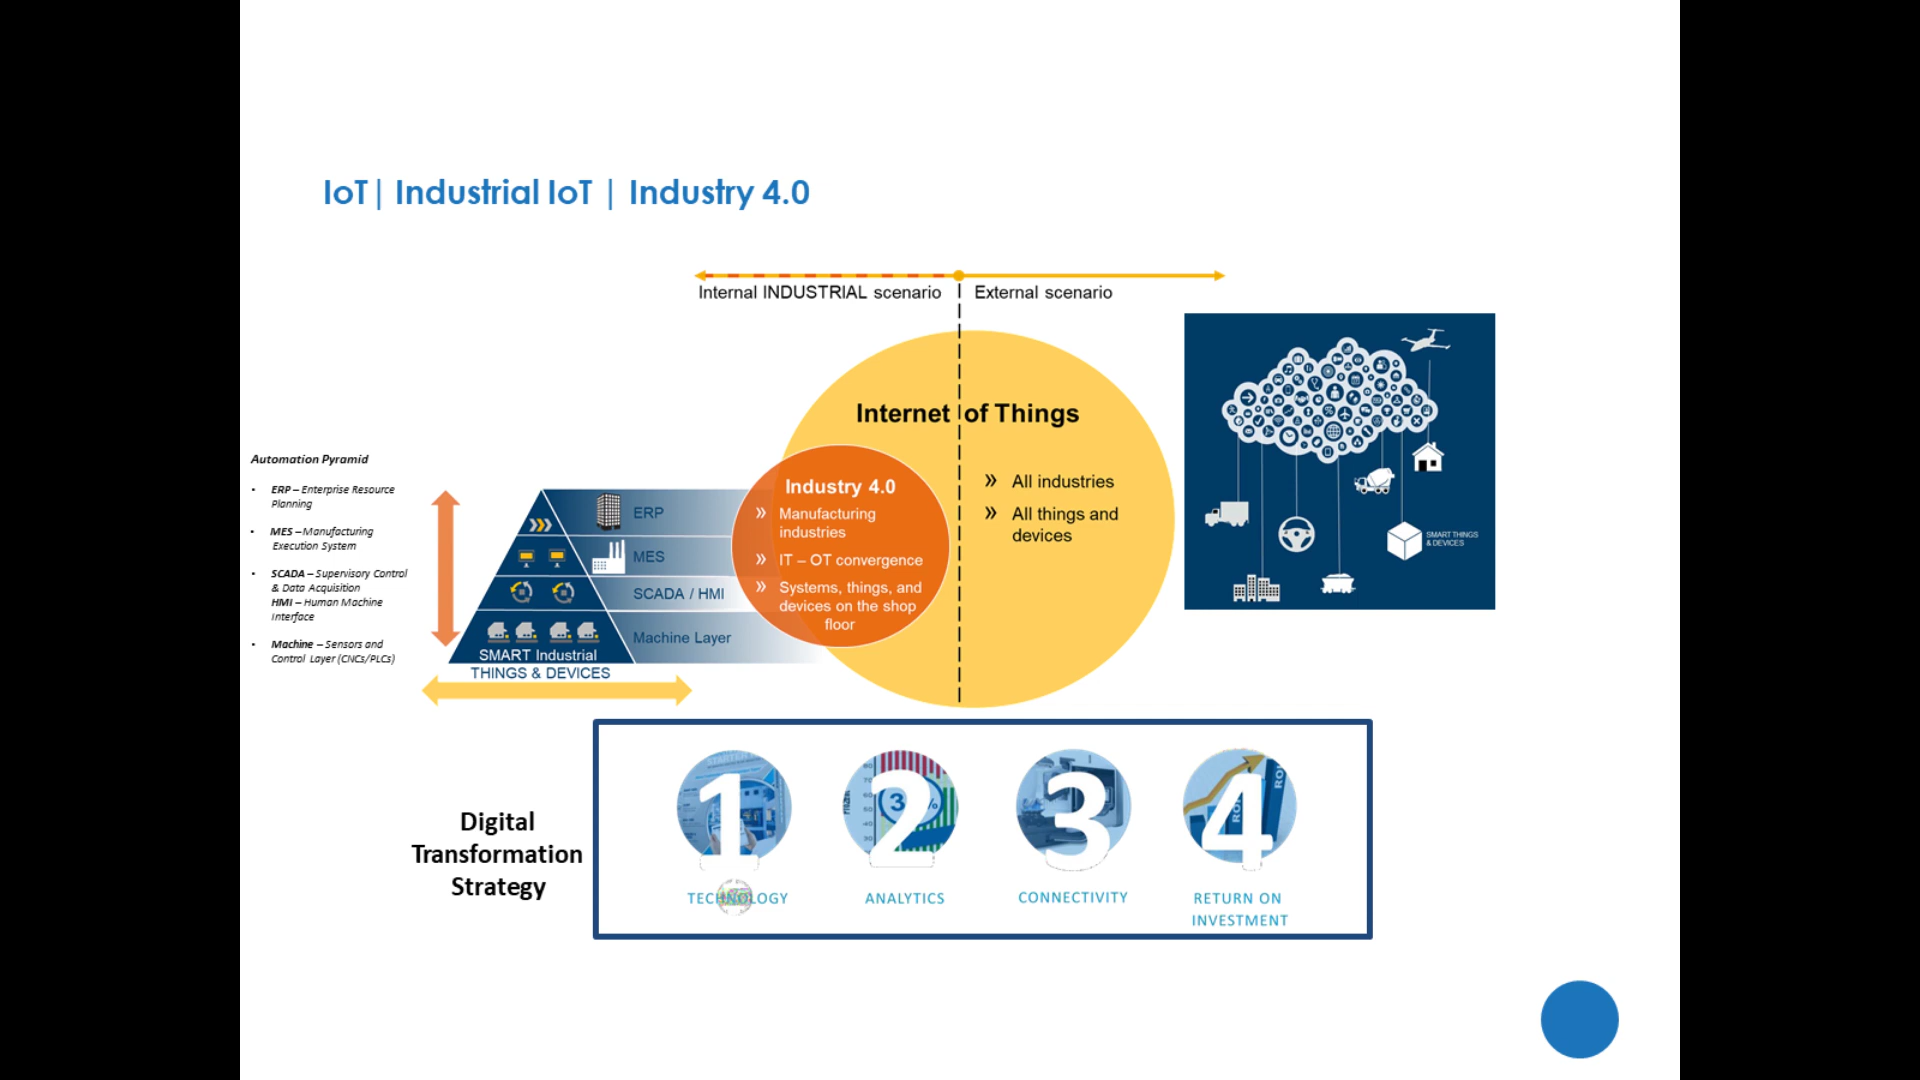 IoT | Industrial IoT | Industry 4.0
Internal INDUSTRIAL scenario
External scenario
Internet of Things
All industries
All things and
devices
Industry 4.0
Manufacturing
industries
IT – OT convergence
Systems, things, and
devices on the shop
floor
SMART THINGS
& DEVICES
Automation Pyramid
• ERP – Enterprise Resource
Planning
• MES – Manufacturing
Execution System
• SCADA – Supervisory Control
& Data Acquisition
HMI – Human Machine
Interface
• Machine – Sensors and
Control Layer (CNCs/PLCs)
ERP
MES
SCADA / HMI
Machine Layer
SMART Industrial
THINGS & DEVICES
Digital
Transformation
Strategy
1
TECHNOLOGY
2
ANALYTICS
3
CONNECTIVITY
4
RETURN ON
INVESTMENT